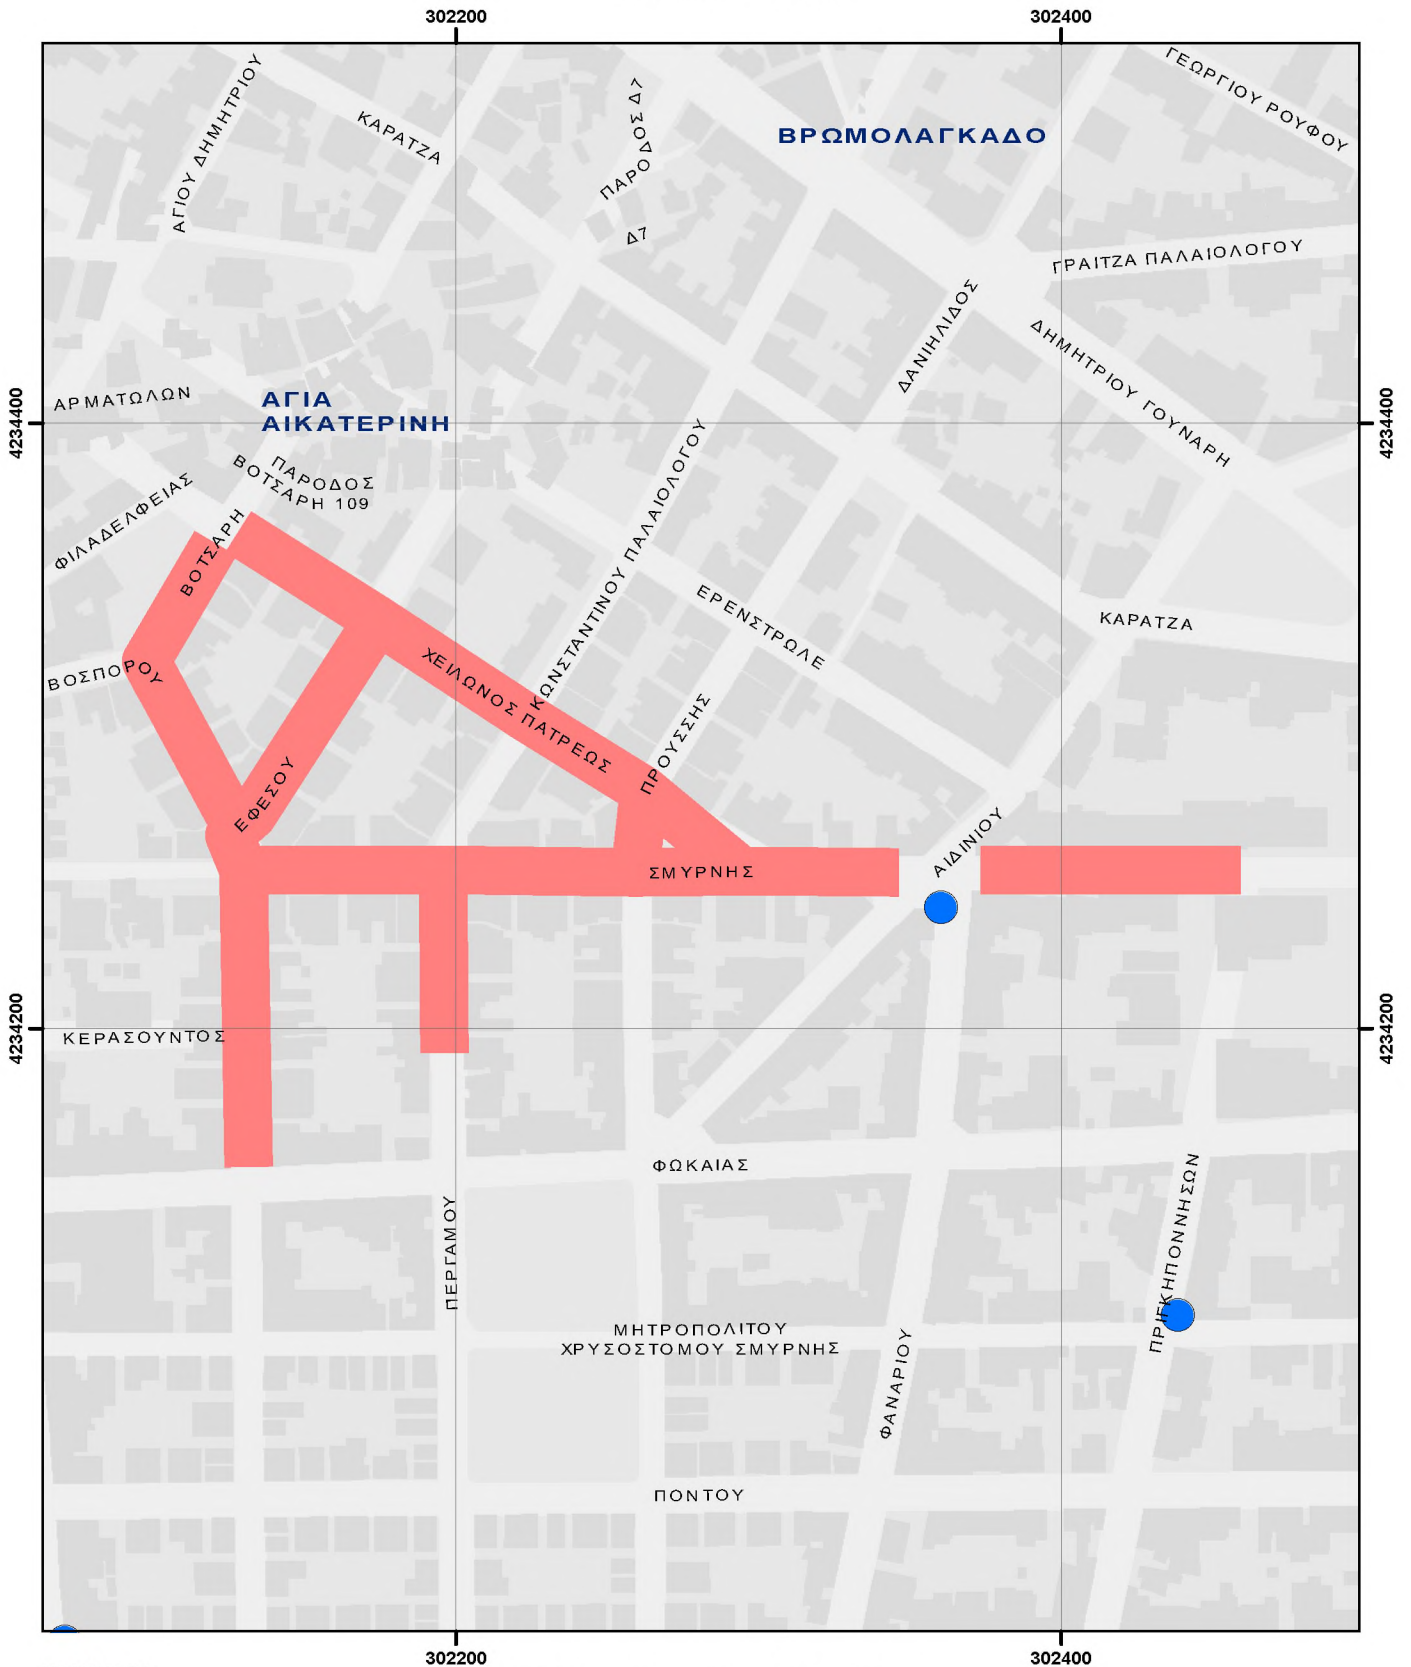 302200
302400
ΓΕΩΡΓΙΟΥ ΡΟΥΦΟΥ
ΑΓΙΟΥ ΔΗΜΗΤΡΙΟΥ
ΚΑΡΑΤΖΑ
ΠΑΡΟΔΟΣ Δ7
ΒΡΩΜΟΛΑΓΚΑΔΟ
Δ7
ΓΡΑΙΤΖΑ ΠΑΛΑΙΟΛΟΓΟΥ
ΔΑΝΙΗΛΙΔΟΣ
ΔΗΜΗΤΡΙΟΥ ΓΟΥΝΑΡΗ
ΑΡΜΑΤΩΛΩΝ
ΑΓΙΑ
ΑΙΚΑΤΕΡΙΝΗ
4234400
4234400
ΠΑΡΟΔΟΣ
ΒΟΤΣΑΡΗ 109
ΦΙΛΑΔΕΛΦΕΙΑΣ
ΒΟΤΣΑΡΗ
ΚΩΝΣΤΑΝΤΙΝΟΥ ΠΑΛΑΙΟΛΟΓΟΥ
ΕΡΕΝΣΤΡΩΛΕ
ΚΑΡΑΤΖΑ
ΒΟΣΠΟΡΟΥ
ΧΕΙΛΩΝΟΣ ΠΑΤΡΕΩΣ
ΠΡΟΥΣΣΗΣ
ΕΦΕΣΟΥ
ΑΙΔΙΝΙΟΥ
ΣΜΥΡΝΗΣ
4234200
4234200
ΚΕΡΑΣΟΥΝΤΟΣ
ΦΩΚΑΙΑΣ
ΠΕΡΓΑΜΟΥ
ΠΡΙΓΚΗΠΟΝΝΗΣΩΝ
ΜΗΤΡΟΠΟΛΙΤΟΥ
ΧΡΥΣΟΣΤΟΜΟΥ ΣΜΥΡΝΗΣ
ΦΑΝΑΡΙΟΥ
ΠΟΝΤΟΥ
302200
302400